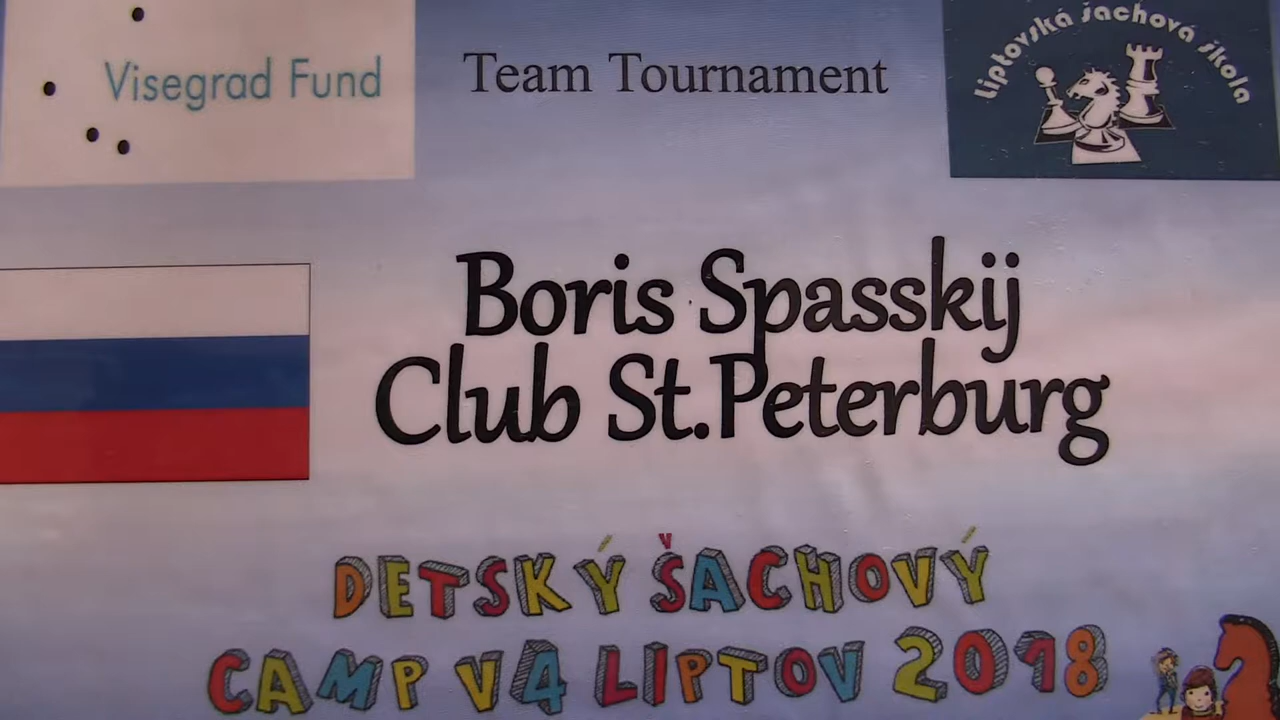 Visegrad Fund
Team Tournament
Liptovská šachová škola
Boris Spasskij
Club St.Peterburg
DETSKÝ ŠACHOVÝ
CAMP V4 LIPTOV 2018